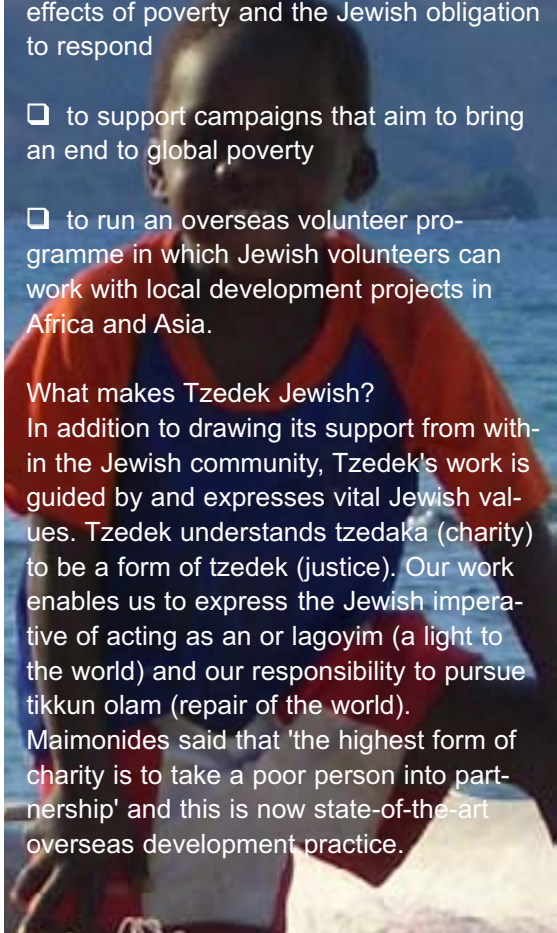 effects of poverty and the Jewish obligation
to respond
❑ to support campaigns that aim to bring
an end to global poverty
❑ to run an overseas volunteer pro-
gramme in which Jewish volunteers can
work with local development projects in
Africa and Asia.
What makes Tzedek Jewish?
In addition to drawing its support from with-
in the Jewish community, Tzedek's work is
guided by and expresses vital Jewish val-
ues. Tzedek understands tzedaka (charity)
to be a form of tzedek (justice). Our work
enables us to express the Jewish impera-
tive of acting as an or lagoyim (a light to
the world) and our responsibility to pursue
tikkun olam (repair of the world).
Maimonides said that 'the highest form of
charity is to take a poor person into part-
nership' and this is now state-of-the-art
overseas development practice.